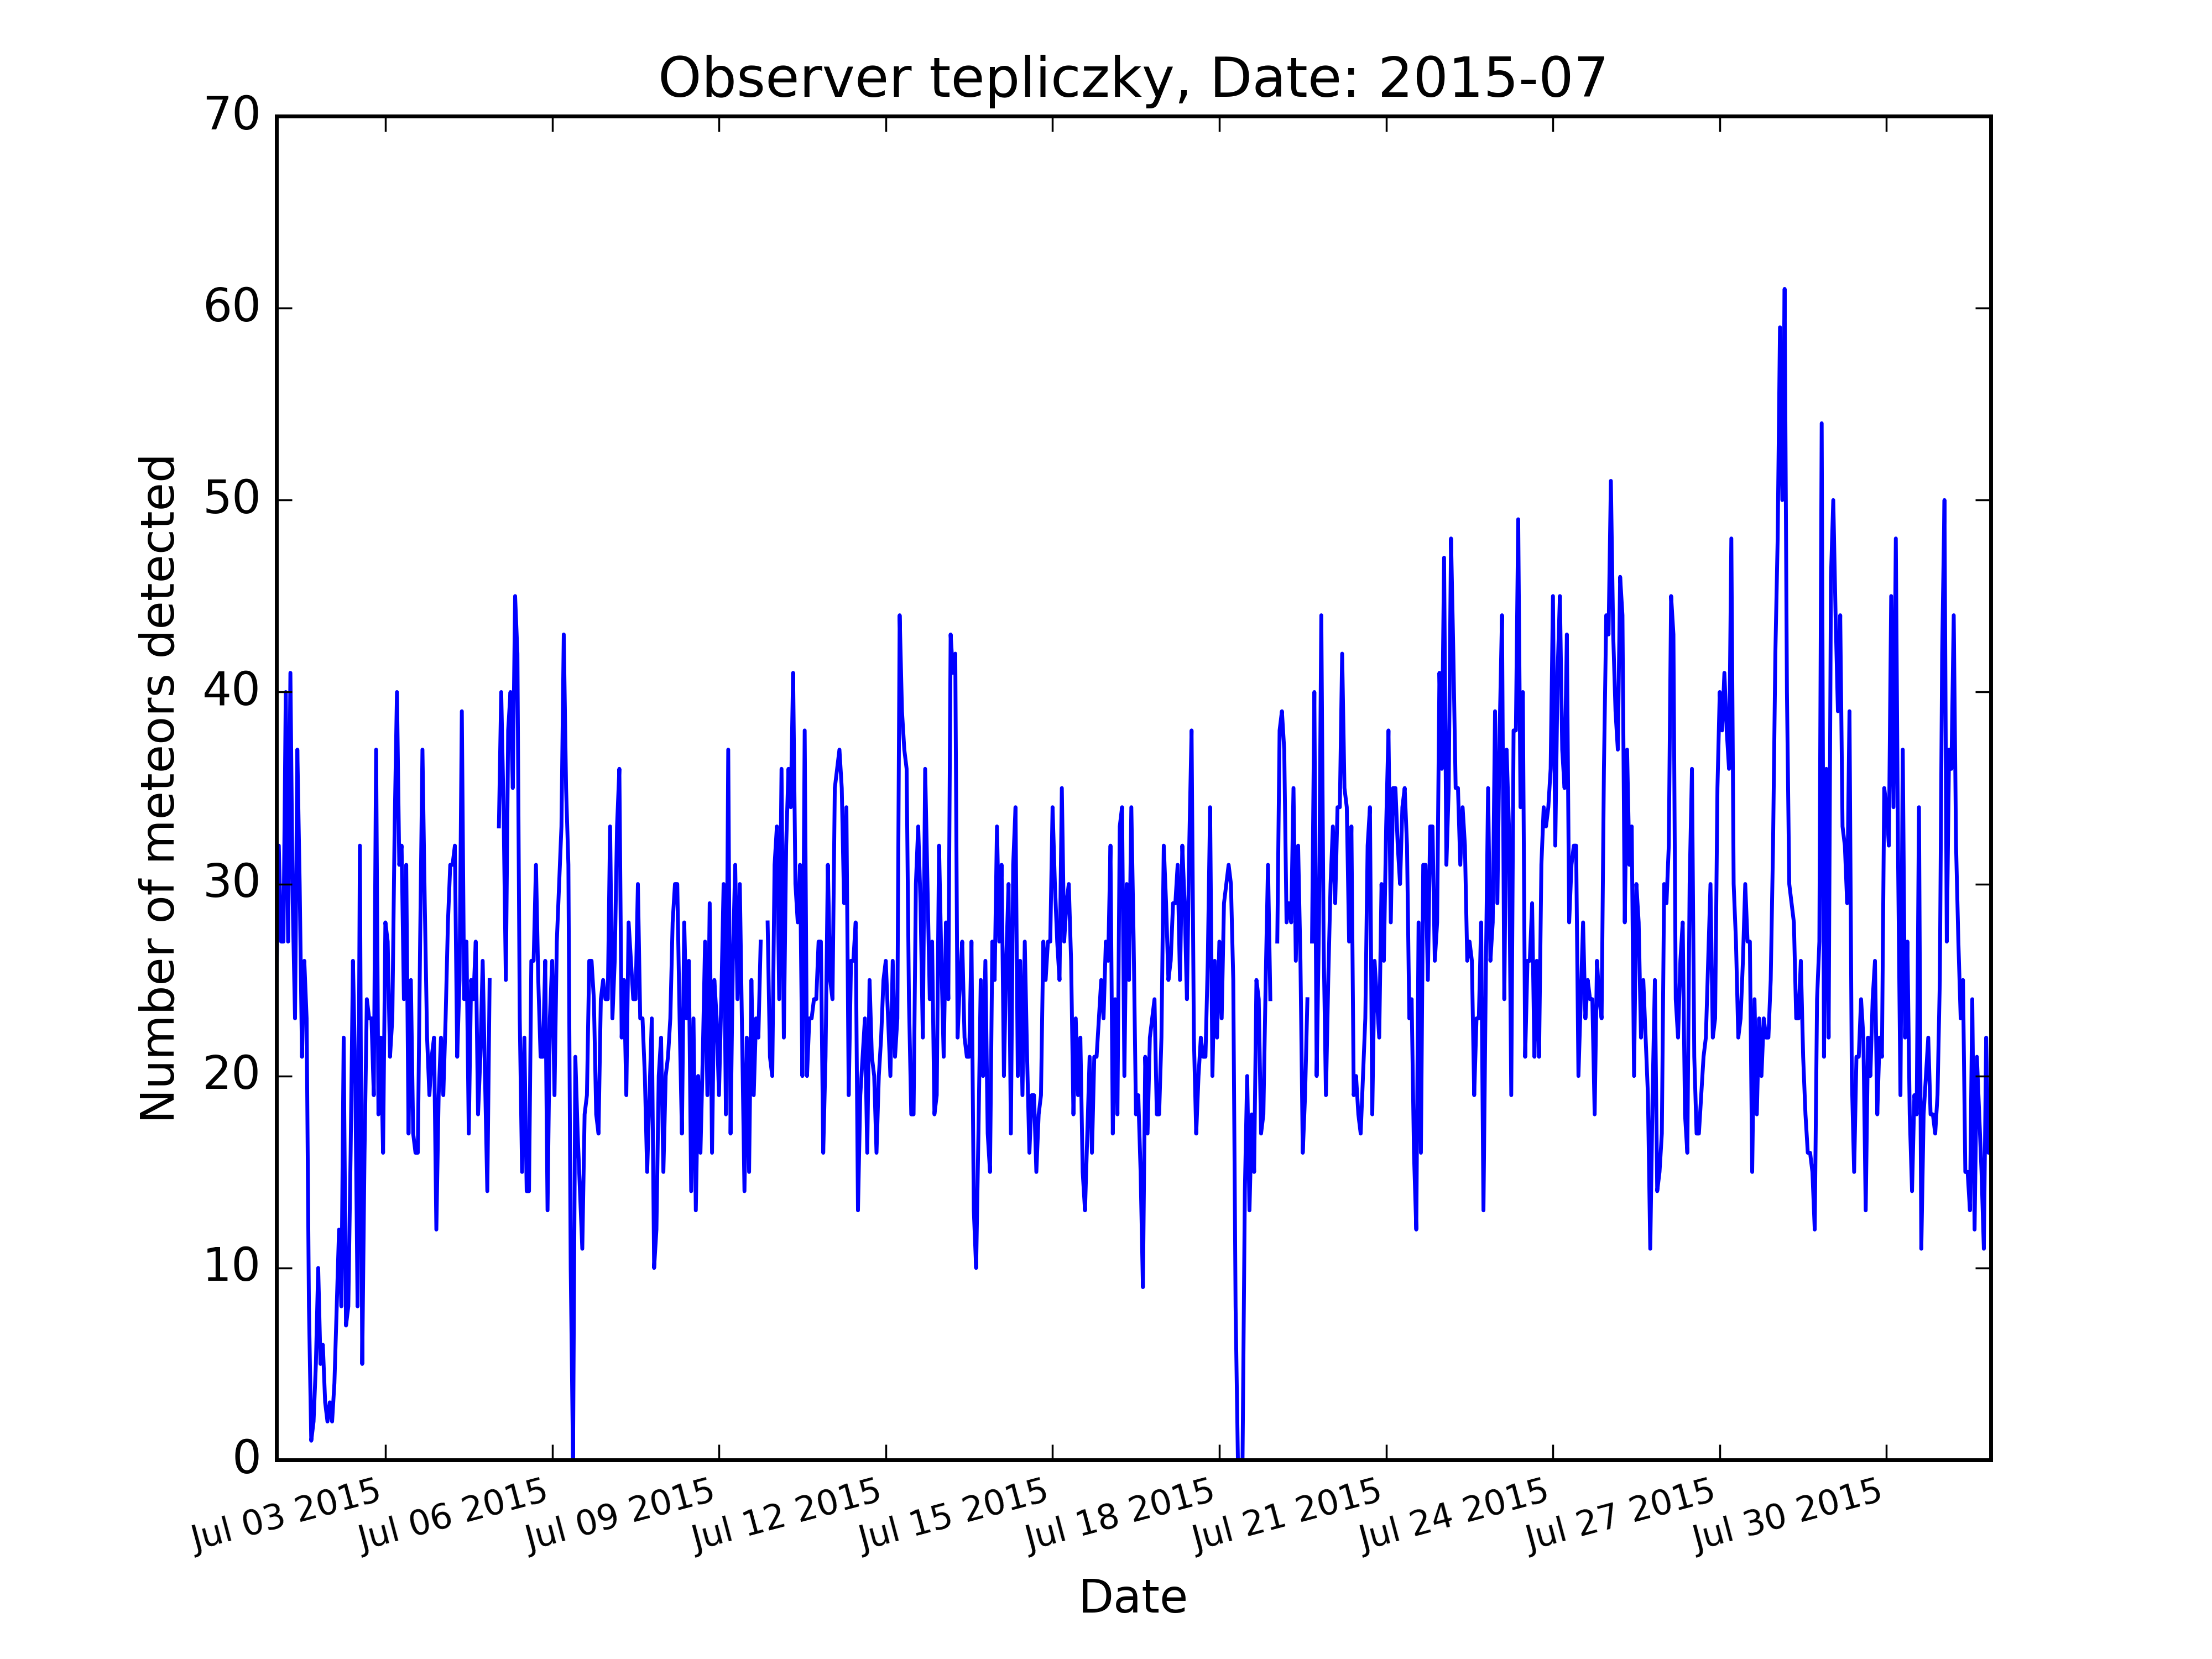 Observer tepliczky, Date: 2015-07
70
60
50
40
30
20
10
0
Number of meteors detected
Jul 03 2015
Jul 06 2015
Jul 09 2015
Jul 12 2015
Jul 15 2015
Jul 18 2015
Jul 21 2015
Jul 24 2015
Jul 27 2015
Jul 30 2015
Date